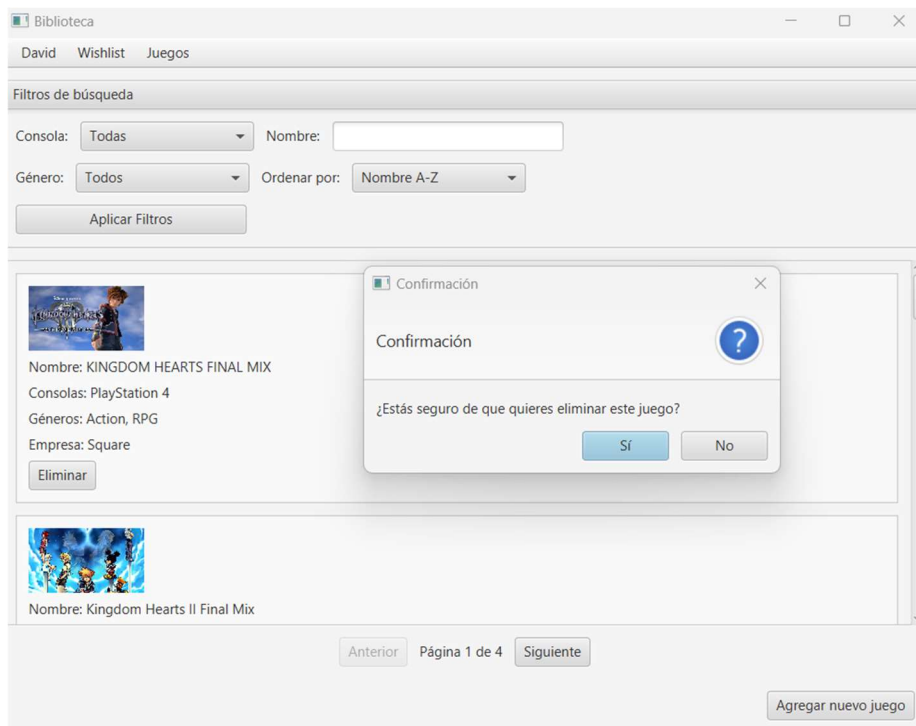 Biblioteca
David Wishlist Juegos
Filtros de búsqueda
Consola: Todas Nombre:
Género: Todos Ordenar por: Nombre A-Z
Aplicar Filtros
KINGDOM HEARTS
Nombre: KINGDOM HEARTS FINAL MIX
Consolas: PlayStation 4
Géneros: Action, RPG
Empresa: Square
Eliminar
Confirmación
Confirmación
?
¿Estás seguro de que quieres eliminar este juego?
Sí No
Nombre: Kingdom Hearts II Final Mix
Anterior Página 1 de 4 Siguiente
Agregar nuevo juego